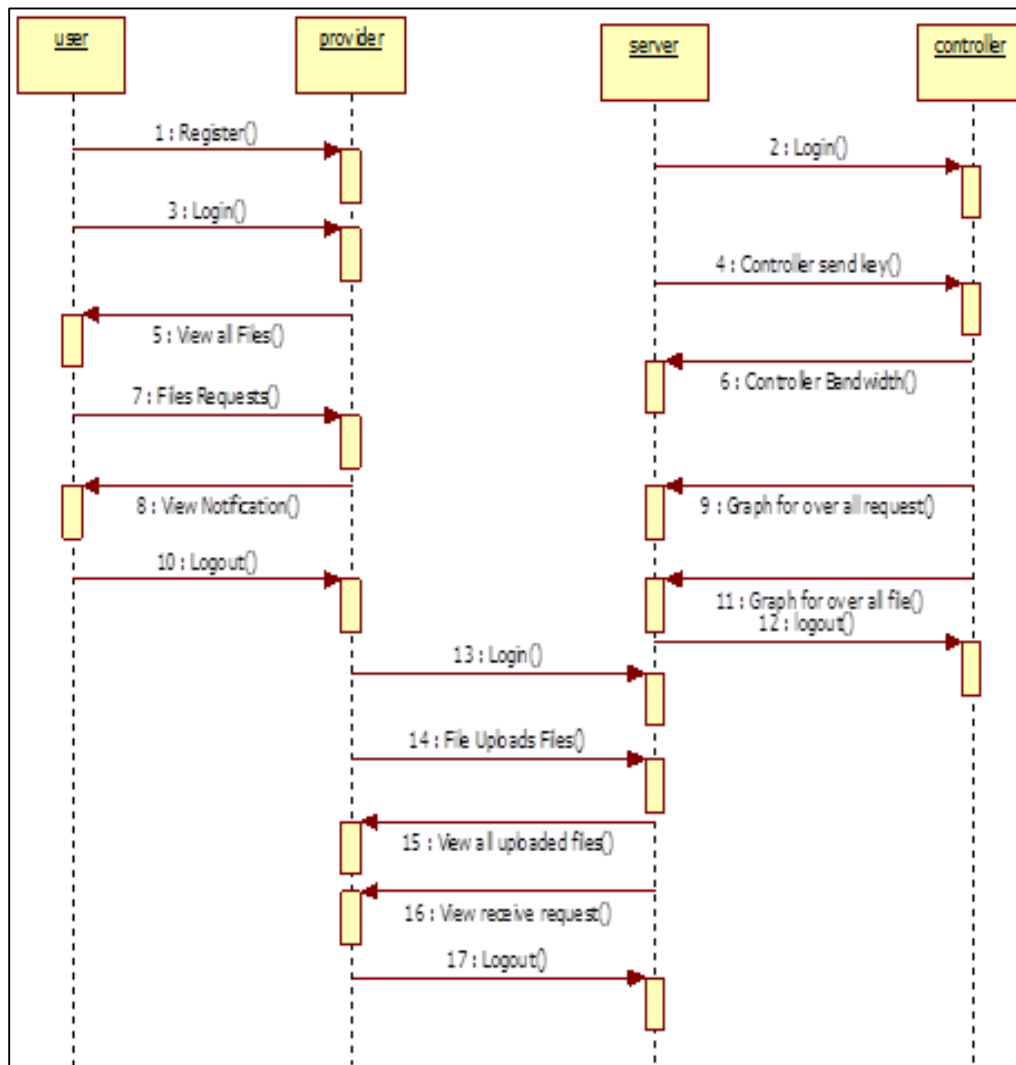 user
provider
server
controller
1 : Register()
2 : Login()
3 : Login()
4 : Controller send key()
5 : View all Files()
6 : Controller Bandwidth()
7 : Files Requests()
8 : View Notification()
9 : Graph for over all request()
10 : Logout()
11 : Graph for over all file()
12 : logout()
13 : Login()
14 : File Uploads Files()
15 : View all uploaded files()
16 : View receive request()
17 : Logout()